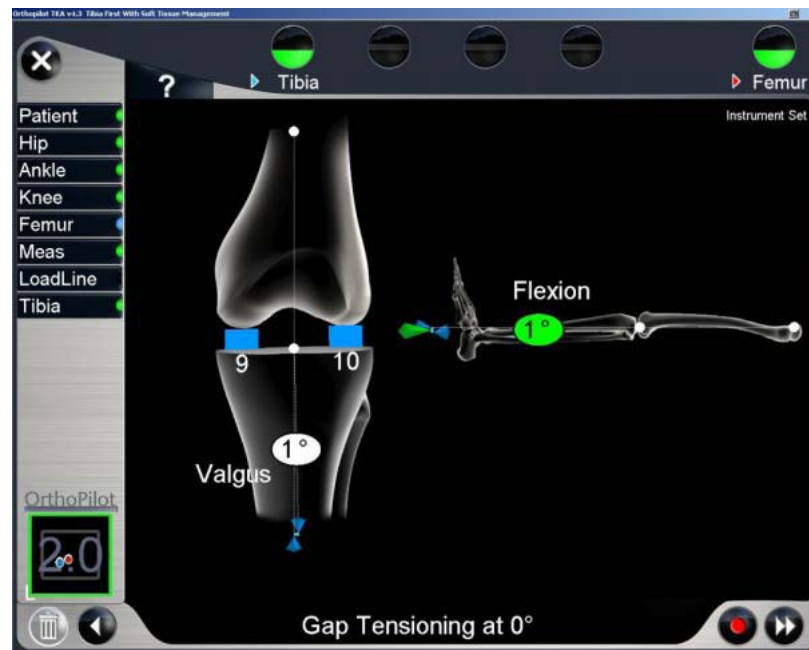 Orthopilot TKA v4.3 Tibia First With Soft Tissue Management
?
Tibia
Femur
Instrument Set
Patient
Hip
Ankle
Knee
Femur
Meas
LoadLine
Tibia
Flexion
1°
9
10
1°
Valgus
OrthoPilot
2.0
Gap Tensioning at 0°